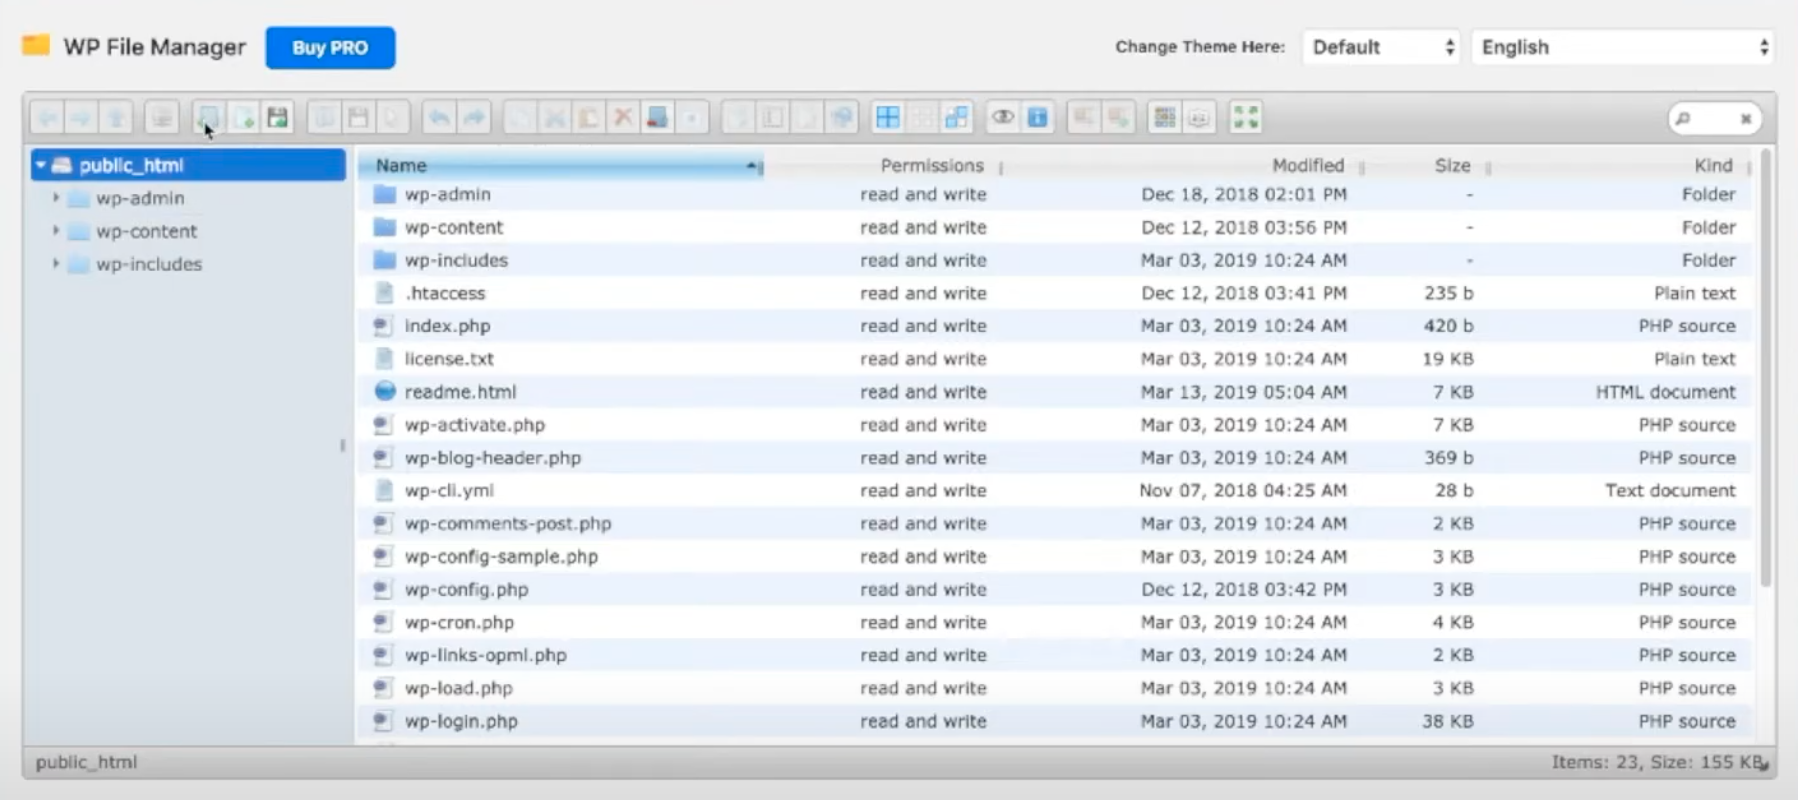 WP File Manager Buy PRO Change Theme Here: Default English
public_html
wp-admin
wp-content
wp-includes
Name Permissions Modified Size Kind
wp-admin read and write Dec 18, 2018 02:01 PM - Folder
wp-content read and write Dec 12, 2018 03:56 PM - Folder
wp-includes read and write Mar 03, 2019 10:24 AM - Folder
.htaccess read and write Dec 12, 2018 03:41 PM 235 b Plain text
index.php read and write Mar 03, 2019 10:24 AM 420 b PHP source
license.txt read and write Mar 03, 2019 10:24 AM 19 KB Plain text
readme.html read and write Mar 13, 2019 05:04 AM 7 KB HTML document
wp-activate.php read and write Mar 03, 2019 10:24 AM 7 KB PHP source
wp-blog-header.php read and write Mar 03, 2019 10:24 AM 369 b PHP source
wp-cli.yml read and write Nov 07, 2018 04:25 AM 28 b Text document
wp-comments-post.php read and write Mar 03, 2019 10:24 AM 2 KB PHP source
wp-config-sample.php read and write Mar 03, 2019 10:24 AM 3 KB PHP source
wp-config.php read and write Dec 12, 2018 03:42 PM 3 KB PHP source
wp-cron.php read and write Mar 03, 2019 10:24 AM 4 KB PHP source
wp-links-opml.php read and write Mar 03, 2019 10:24 AM 2 KB PHP source
wp-load.php read and write Mar 03, 2019 10:24 AM 3 KB PHP source
wp-login.php read and write Mar 03, 2019 10:24 AM 38 KB PHP source
public_html Items: 23, Size: 155 KB